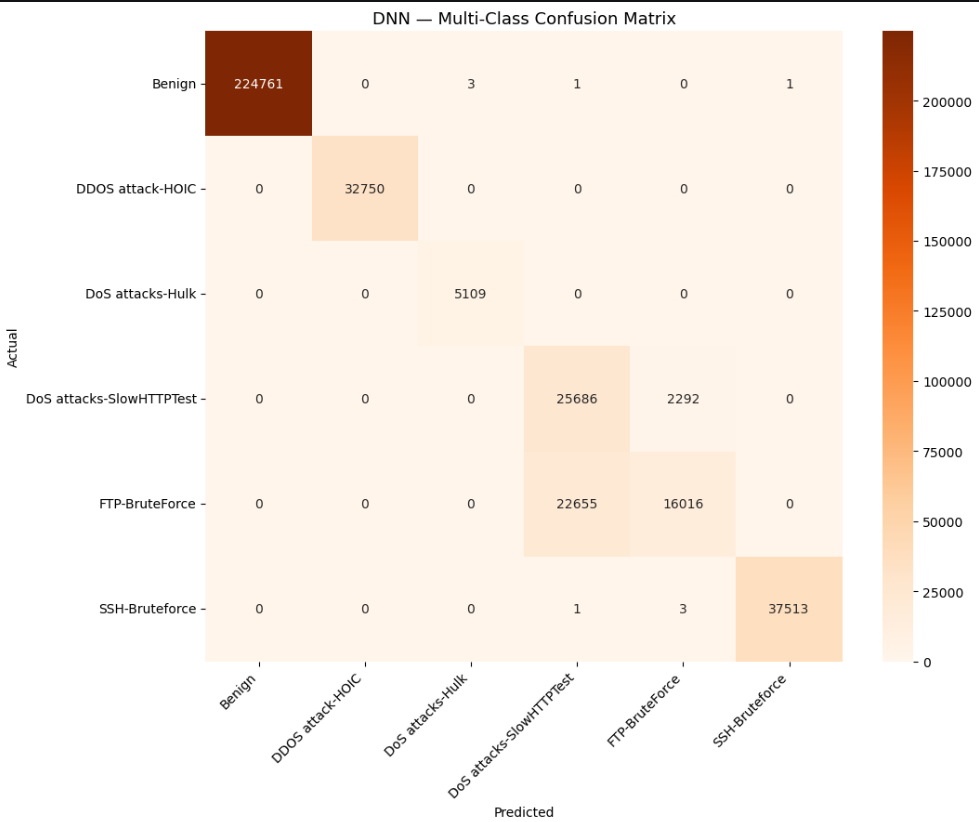 DNN — Multi-Class Confusion Matrix
Actual
Benign 224761 0 3 1 0 1
DDOS attack-HOIC 0 32750 0 0 0 0
DoS attacks-Hulk 0 0 5109 0 0 0
DoS attacks-SlowHTTPTest 0 0 0 25686 2292 0
FTP-BruteForce 0 0 0 22655 16016 0
SSH-Bruteforce 0 0 0 1 3 37513
Benign
DDOS attack-HOIC
DoS attacks-Hulk
DoS attacks-SlowHTTPTest
FTP-BruteForce
SSH-Bruteforce
Predicted
200000
175000
150000
125000
100000
75000
50000
25000
0